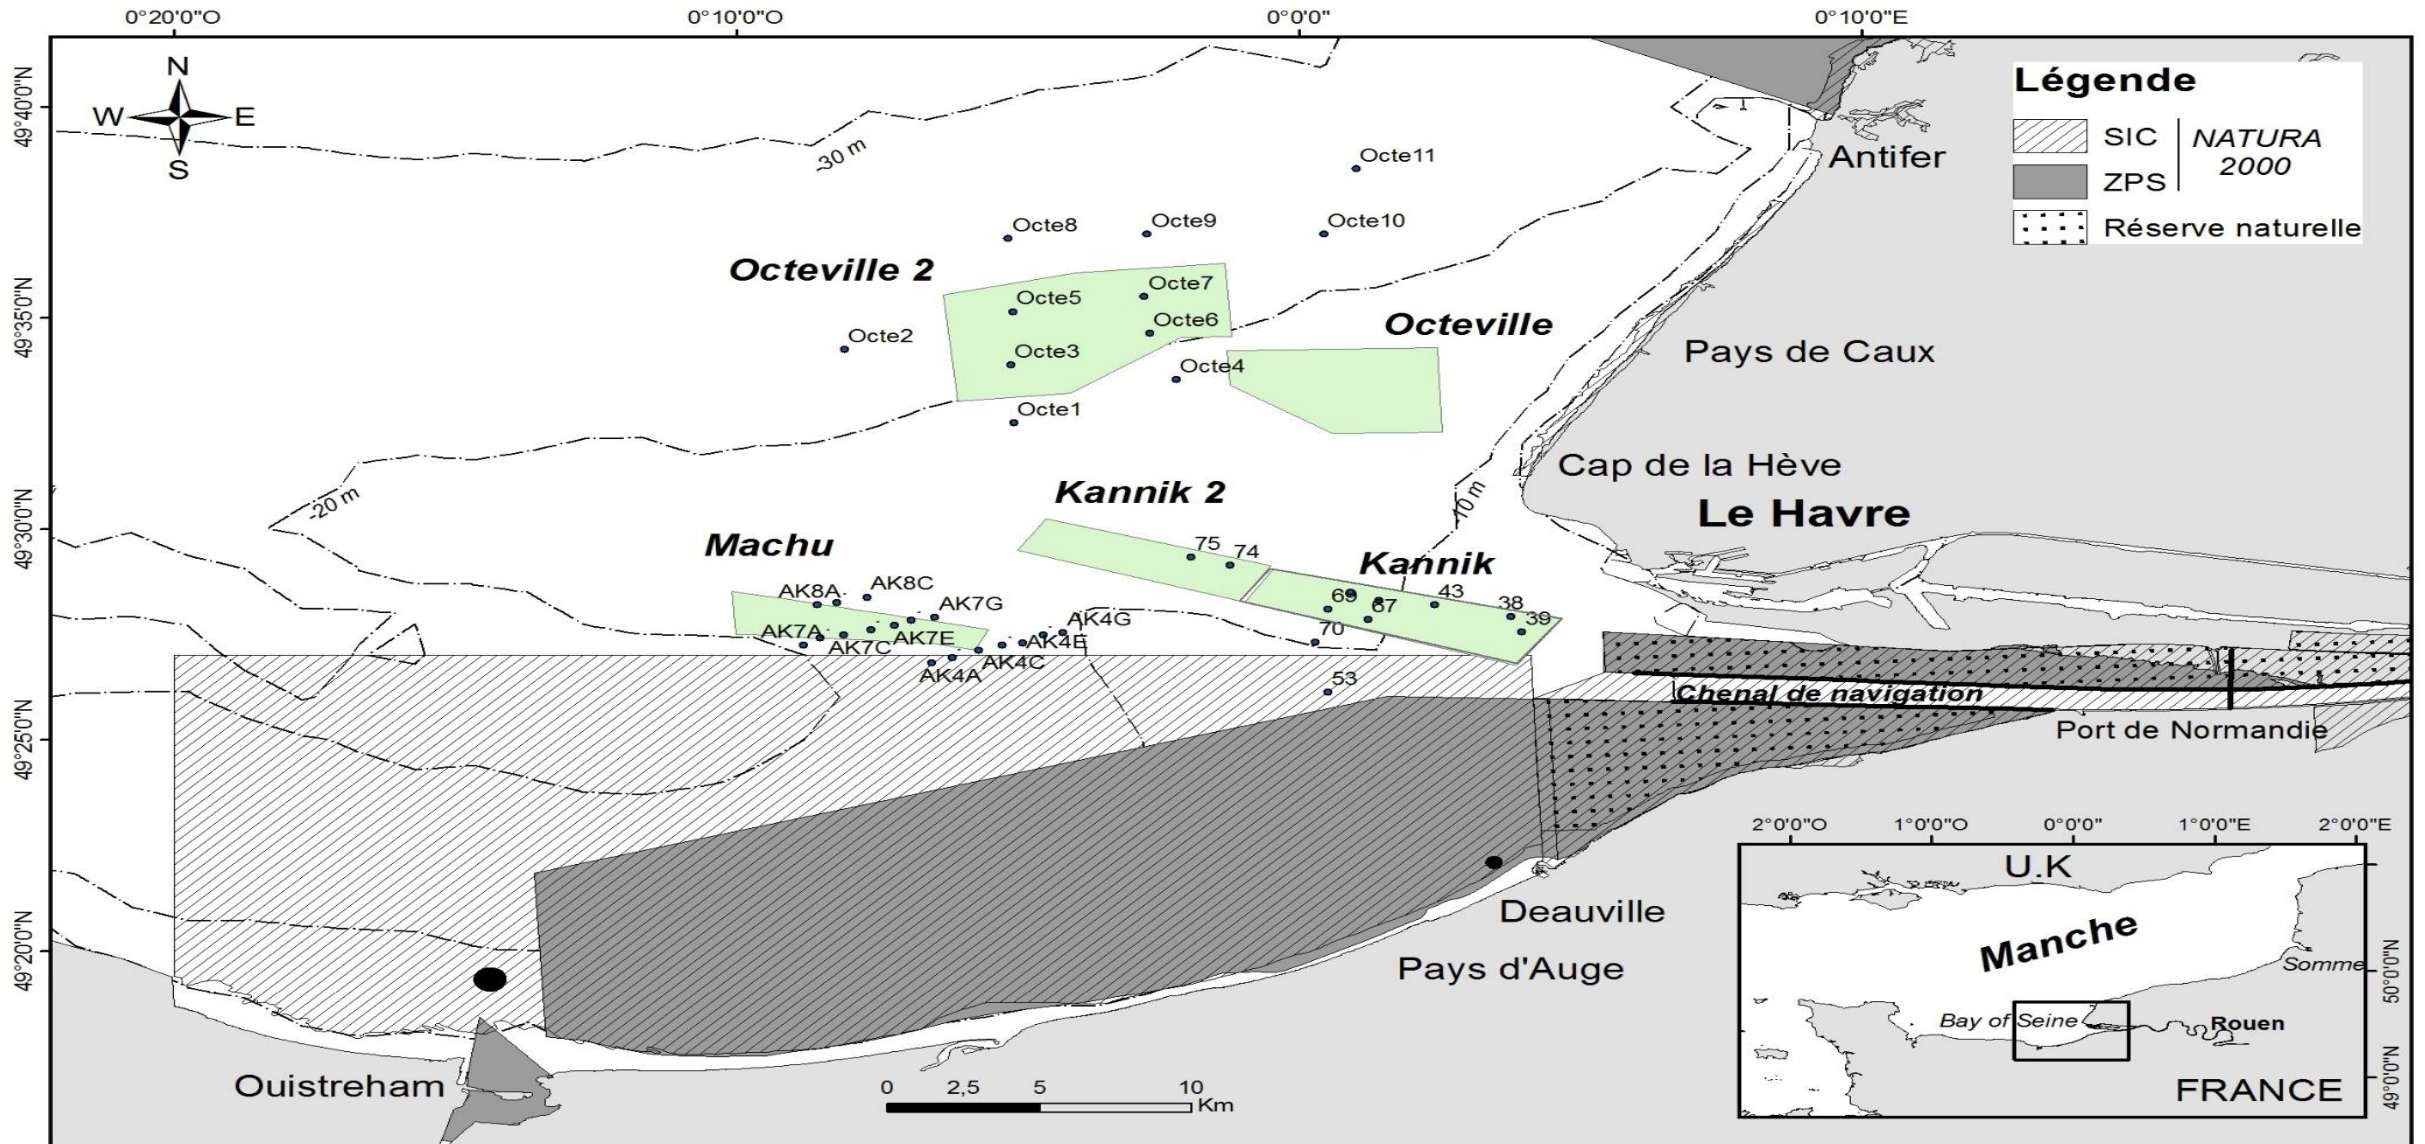 0°20'0"O
0°10'0"O
0°0'0"
0°10'0"E
49°40'0"N
49°35'0"N
49°30'0"N
49°25'0"N
49°20'0"N
N
W
E
S
Légende
SIC
ZPS
NATURA
2000
Réserve naturelle
-30 m
Antifer
Octe11
Octe8
Octe9
Octe10
Octeville 2
Octe5
Octe7
Octe6
Octeville
Octe2
Octe3
Octe4
Pays de Caux
Octe1
Cap de la Hève
-20 m
-10 m
Kannik 2
Le Havre
Machu
75
74
Kannik
AK8A
AK8C
AK7G
69
67
43
38
39
AK7A
AK7C
AK7E
AK4G
AK4E
AK4C
AK4A
70
53
Chenal de navigation
Port de Normandie
Deauville
Pays d'Auge
Ouistreham
0
2,5
5
10
Km
2°0'0"O
1°0'0"O
0°0'0"
1°0'0"E
2°0'0"E
U.K
Manche
Somme
50°0'0"N
Bay of Seine
Rouen
FRANCE
49°0'0"N